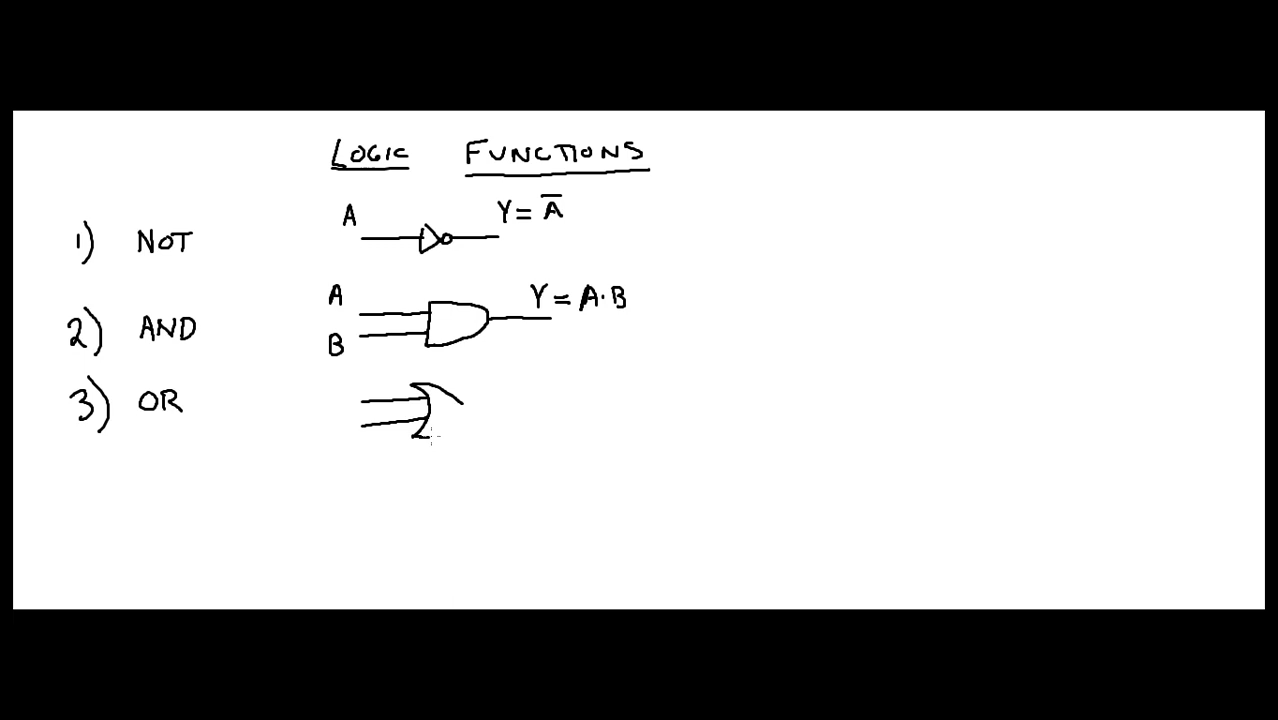 LOGIC FUNCTIONS
A Y = A̅
1) NOT
A Y = A·B
2) AND
B
3) OR